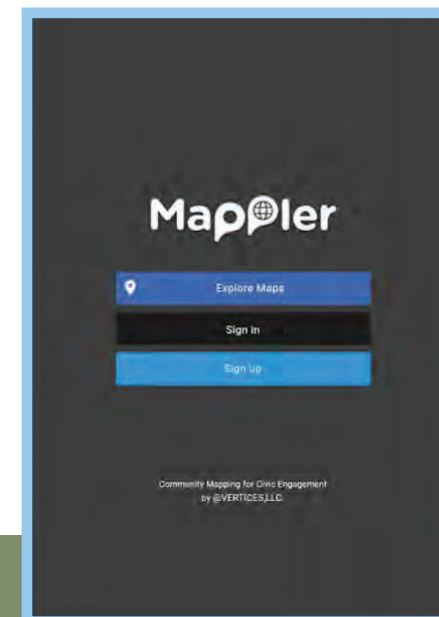 Mappler
Explore Maps
Sign In
Sign up
Community Mapping for Civic Engagement
by @VERTICES,LLC